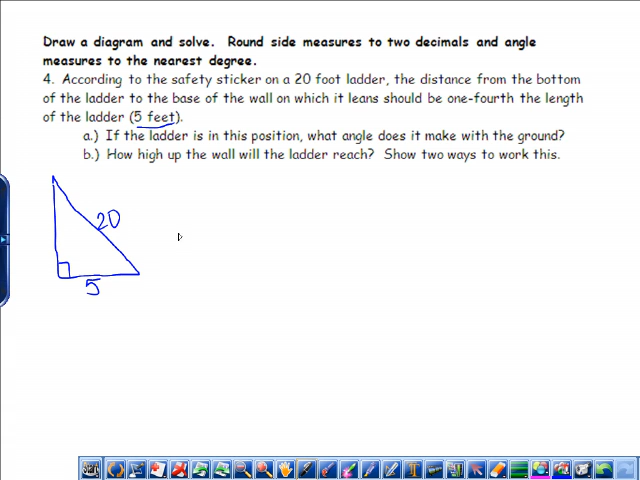 Draw a diagram and solve. Round side measures to two decimals and angle
measures to the nearest degree.
4. According to the safety sticker on a 20 foot ladder, the distance from the bottom
of the ladder to the base of the wall on which it leans should be one-fourth the length
of the ladder (5 feet).
a.) If the ladder is in this position, what angle does it make with the ground?
b.) How high up the wall will the ladder reach? Show two ways to work this.
20
5